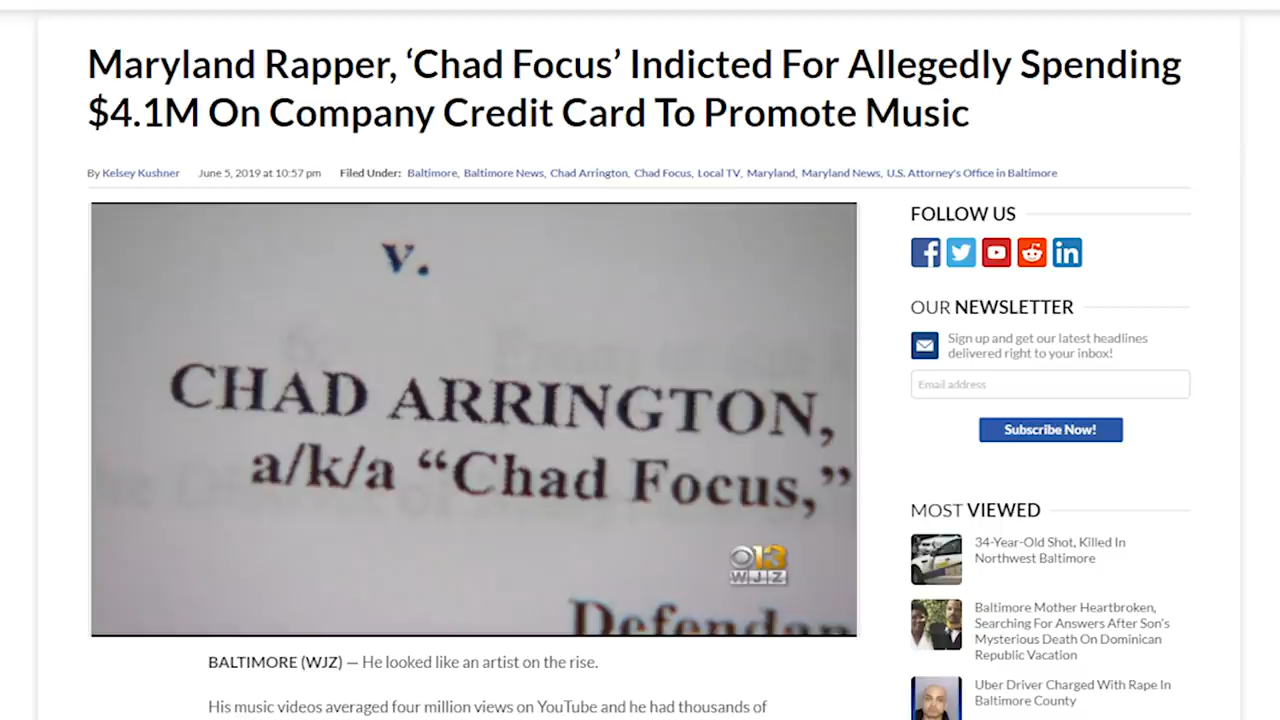 Maryland Rapper, ‘Chad Focus’ Indicted For Allegedly Spending
$4.1M On Company Credit Card To Promote Music
By Kelsey Kushner June 5, 2019 at 10:57 pm Filed Under: Baltimore, Baltimore News, Chad Arrington, Chad Focus, Local TV, Maryland, Maryland News, U.S. Attorney's Office in Baltimore
v.
CHAD ARRINGTON,
a/k/a “Chad Focus,”
13
WJZ
Defendan
BALTIMORE (WJZ) — He looked like an artist on the rise.
His music videos averaged four million views on YouTube and he had thousands of
FOLLOW US
OUR NEWSLETTER
Sign up and get our latest headlines
delivered right to your inbox!
Email address
Subscribe Now!
MOST VIEWED
34-Year-Old Shot, Killed In
Northwest Baltimore
Baltimore Mother Heartbroken,
Searching For Answers After Son's
Mysterious Death On Dominican
Republic Vacation
Uber Driver Charged With Rape In
Baltimore County